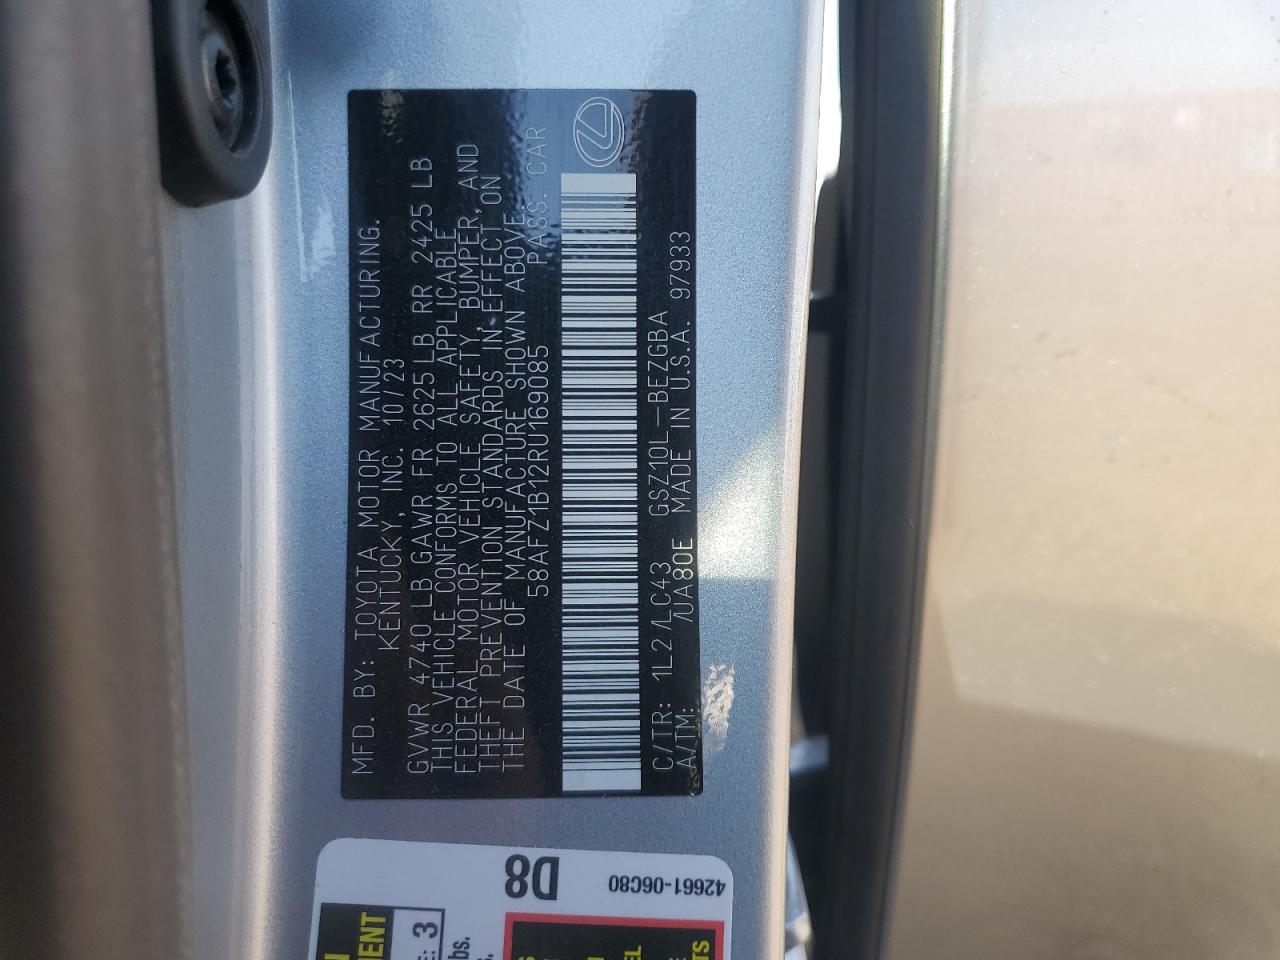 MFD. BY: TOYOTA MOTOR MANUFACTURING.
KENTUCKY, INC. 10/23
GVWR 4740 LB GAWR FR 2625 LB RR 2425 LB
THIS VEHICLE CONFORMS TO ALL APPLICABLE
FEDERAL MOTOR VEHICLE SAFETY, BUMPER, AND
THEFT PREVENTION STANDARDS IN EFFECT ON
THE DATE OF MANUFACTURE SHOWN ABOVE.
58AFZ1B12RU169085 PASS. CAR
C/TR: 1L2 /LC43 GSZ10L-BEZGBA
A/TM: /UA80E MADE IN U.S.A. 97933
D8
42661-06C80
3